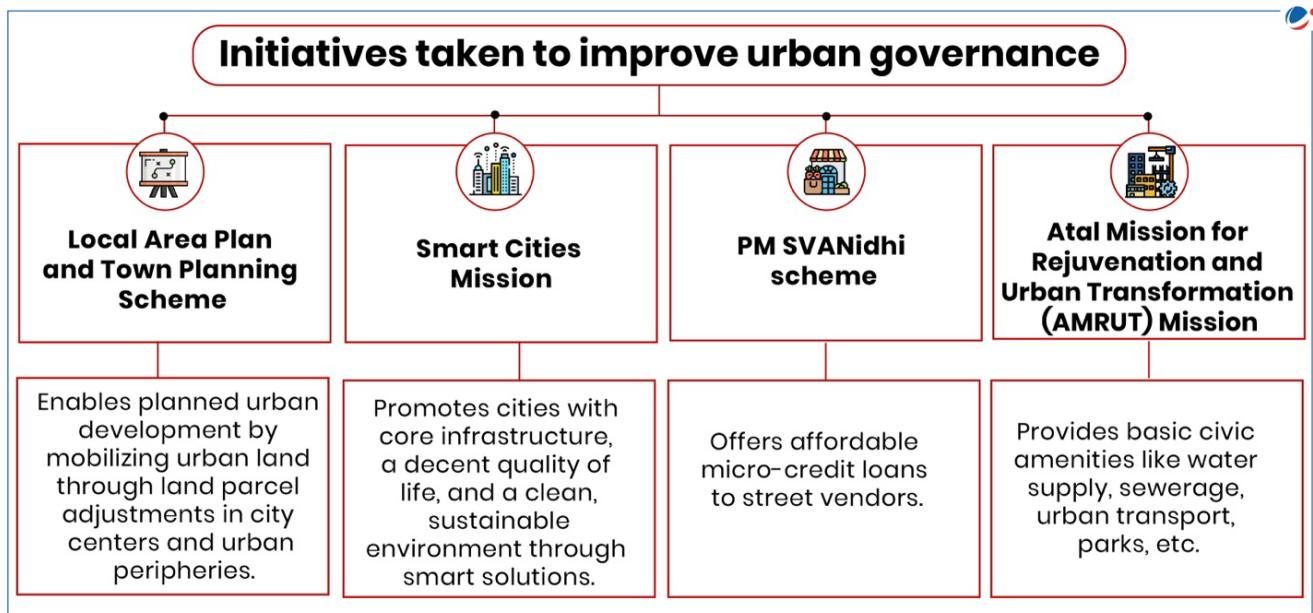 Initiatives taken to improve urban governance
Local Area Plan
and Town Planning
Scheme
Enables planned urban
development by
mobilizing urban land
through land parcel
adjustments in city
centers and urban
peripheries.
Smart Cities
Mission
Promotes cities with
core infrastructure,
a decent quality of
life, and a clean,
sustainable
environment through
smart solutions.
PM SVANidhi
scheme
Offers affordable
micro-credit loans
to street vendors.
Atal Mission for
Rejuvenation and
Urban Transformation
(AMRUT) Mission
Provides basic civic
amenities like water
supply, sewerage,
urban transport,
parks, etc.